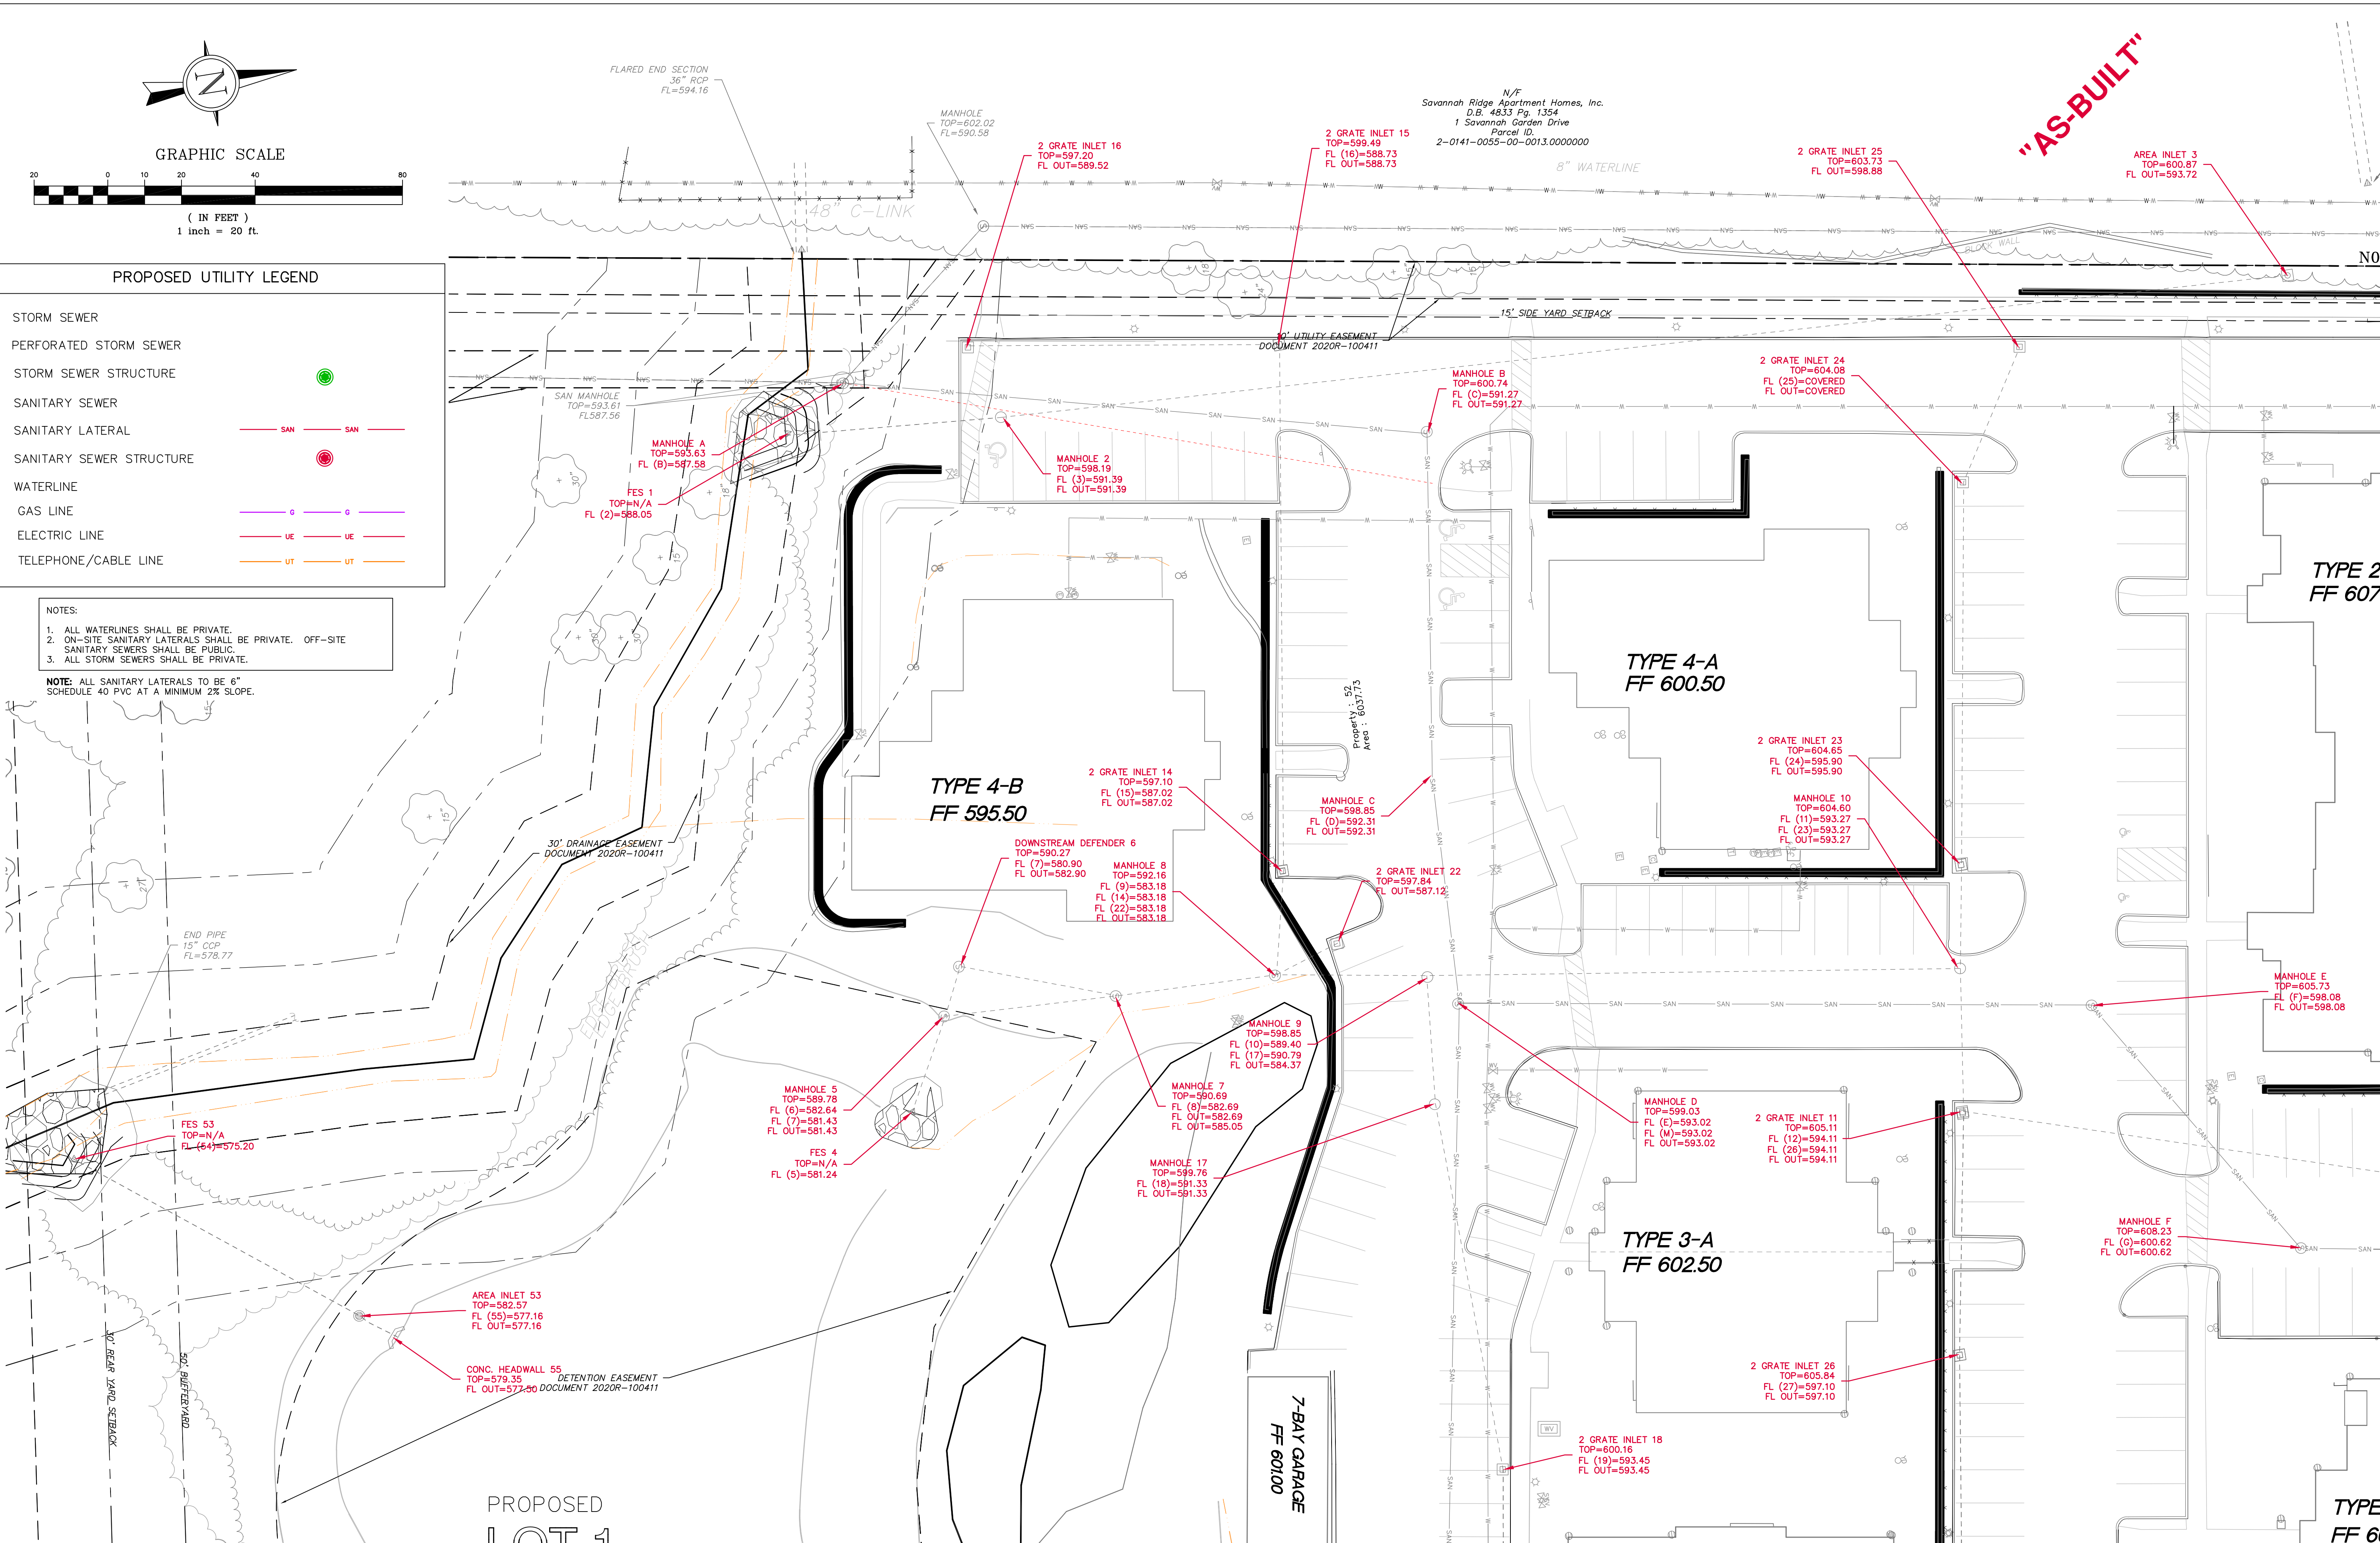 "AS-BUILT"
N
GRAPHIC SCALE
20 0 10 20 40 80
( IN FEET )
1 inch = 20 ft.
PROPOSED UTILITY LEGEND
STORM SEWER
PERFORATED STORM SEWER
STORM SEWER STRUCTURE
SANITARY SEWER
SANITARY LATERAL SAN SAN
SANITARY SEWER STRUCTURE
WATERLINE
GAS LINE G G
ELECTRIC LINE UE UE
TELEPHONE/CABLE LINE UT UT
NOTES:
1. ALL WATERLINES SHALL BE PRIVATE.
2. ON-SITE SANITARY LATERALS SHALL BE PRIVATE. OFF-SITE
SANITARY SEWERS SHALL BE PUBLIC.
3. ALL STORM SEWERS SHALL BE PRIVATE.
NOTE: ALL SANITARY LATERALS TO BE 6"
SCHEDULE 40 PVC AT A MINIMUM 2% SLOPE.
FLARED END SECTION
36" RCP
FL=594.16
MANHOLE
TOP=602.02
FL=590.58
48" C-LINK
2 GRATE INLET 16
TOP=597.20
FL OUT=589.52
2 GRATE INLET 15
TOP=599.49
FL (16)=588.73
FL OUT=588.73
N/F
Savannah Ridge Apartment Homes, Inc.
D.B. 4833 Pg. 1354
1 Savannah Garden Drive
Parcel ID.
2-0141-0055-00-0013.0000000
8" WATERLINE
2 GRATE INLET 25
TOP=603.73
FL OUT=598.88
AREA INLET 3
TOP=600.87
FL OUT=593.72
BLOCK WALL
NO
15' SIDE YARD SETBACK
10' UTILITY EASEMENT
DOCUMENT 2020R-100411
2 GRATE INLET 24
TOP=604.08
FL (25)=COVERED
FL OUT=COVERED
SAN MANHOLE
TOP=593.61
FL587.56
MANHOLE A
TOP=593.63
FL (B)=587.58
FES 1
TOP=N/A
FL (2)=588.05
MANHOLE 2
TOP=598.19
FL (3)=591.39
FL OUT=591.39
MANHOLE B
TOP=600.74
FL (C)=591.27
FL OUT=591.27
TYPE 2
FF 607
TYPE 4-A
FF 600.50
Property : 52
Area : 6037.73
TYPE 4-B
FF 595.50
2 GRATE INLET 14
TOP=597.10
FL (15)=587.02
FL OUT=587.02
MANHOLE C
TOP=598.85
FL (D)=592.31
FL OUT=592.31
2 GRATE INLET 23
TOP=604.65
FL (24)=595.90
FL OUT=595.90
MANHOLE 10
TOP=604.60
FL (11)=593.27
FL (23)=593.27
FL OUT=593.27
30' DRAINAGE EASEMENT
DOCUMENT 2020R-100411
DOWNSTREAM DEFENDER 6
TOP=590.27
FL (7)=580.90
FL OUT=582.90
MANHOLE 8
TOP=592.16
FL (9)=583.18
FL (14)=583.18
FL (22)=583.18
FL OUT=583.18
2 GRATE INLET 22
TOP=597.84
FL OUT=587.12
END PIPE
15" CCP
FL=578.77
MANHOLE E
TOP=605.73
FL (F)=598.08
FL OUT=598.08
MANHOLE 9
TOP=598.85
FL (10)=589.40
FL (17)=590.79
FL OUT=584.37
MANHOLE 5
TOP=589.78
FL (6)=582.64
FL (7)=581.43
FL OUT=581.43
MANHOLE 7
TOP=590.69
FL (8)=582.69
FL OUT=582.69
FL OUT=585.05
MANHOLE D
TOP=599.03
FL (E)=593.02
FL (M)=593.02
FL OUT=593.02
2 GRATE INLET 11
TOP=605.11
FL (12)=594.11
FL (26)=594.11
FL OUT=594.11
FES 53
TOP=N/A
FL (54)=575.20
FES 4
TOP=N/A
FL (5)=581.24
MANHOLE 17
TOP=599.76
FL (18)=591.33
FL OUT=591.33
MANHOLE F
TOP=608.23
FL (G)=600.62
FL OUT=600.62
TYPE 3-A
FF 602.50
AREA INLET 53
TOP=582.57
FL (55)=577.16
FL OUT=577.16
CONC. HEADWALL 55
TOP=579.35
FL OUT=577.50
DETENTION EASEMENT
DOCUMENT 2020R-100411
30' REAR YARD SETBACK
50' BUFFERYARD
2 GRATE INLET 26
TOP=605.84
FL (27)=597.10
FL OUT=597.10
7-BAY GARAGE
FF 601.00
2 GRATE INLET 18
TOP=600.16
FL (19)=593.45
FL OUT=593.45
WV
PROPOSED
LOT 1
TYPE
FF 60